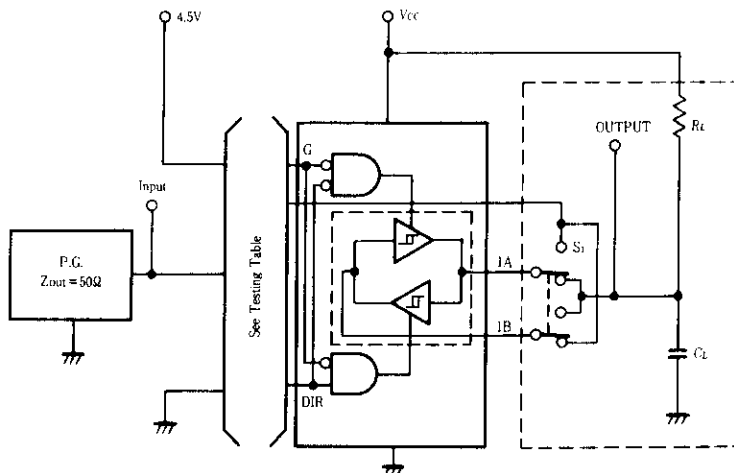 4.5V
Vcc
OUTPUT
RL
G
Input
P.G.
Zout = 50Ω
See Testing Table
S1
1A
1B
CL
DIR